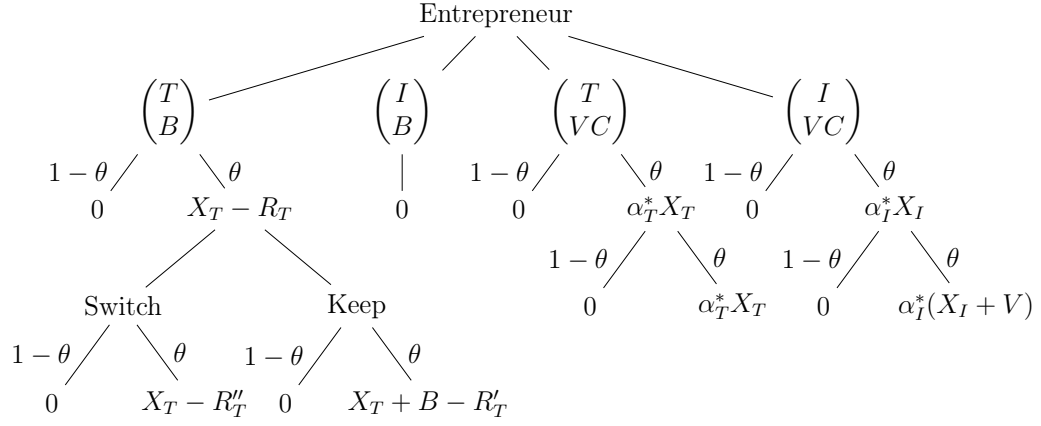 Entrepreneur
(T B) (I B) (T VC) (I VC)
1 − θ θ 1 − θ θ 1 − θ θ
0 X_T − R_T 0 0 α*_T X_T 0 α*_I X_I
1 − θ θ 1 − θ θ
Switch Keep 0 α*_T X_T 0 α*_I(X_I + V)
1 − θ θ 1 − θ θ
0 X_T − R''_T 0 X_T + B − R'_T